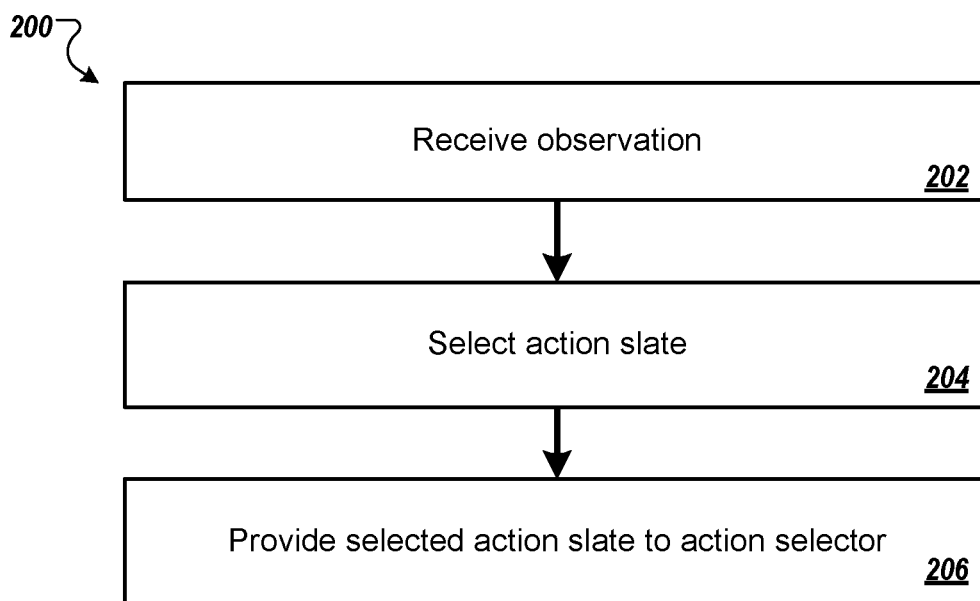 200
Receive observation
202
Select action slate
204
Provide selected action slate to action selector
206